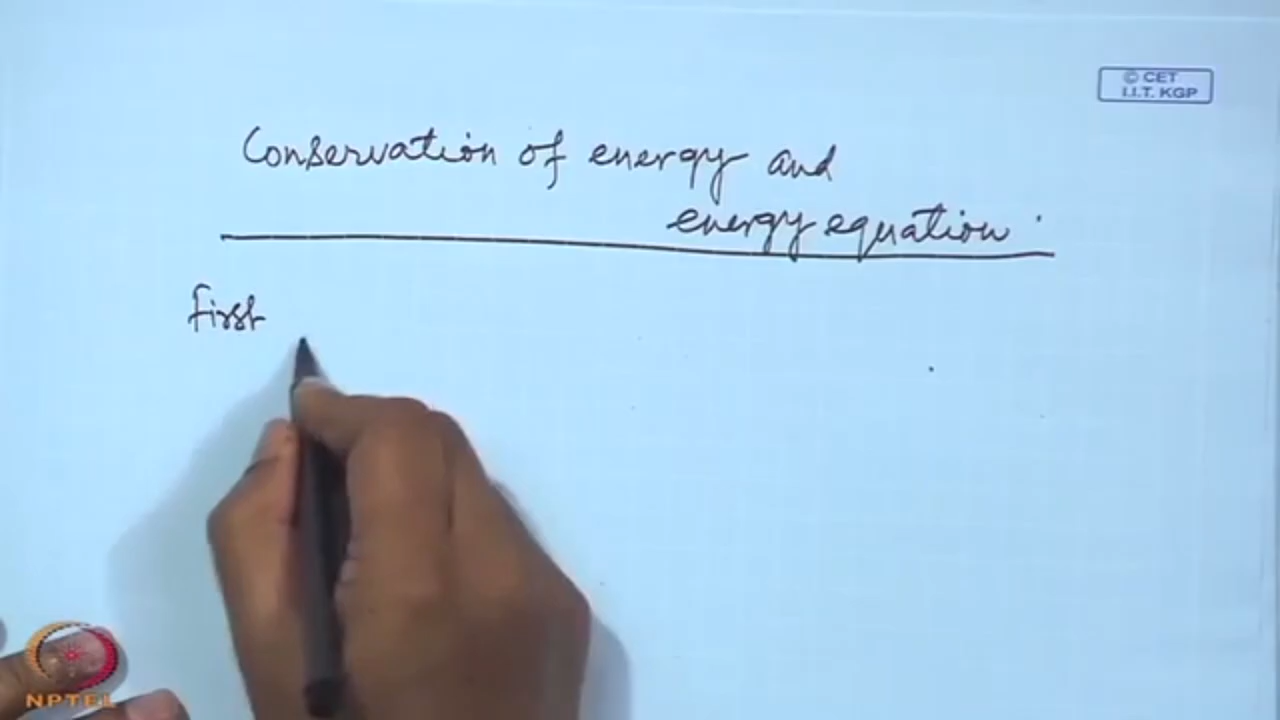 © CET
I.I.T. KGP
Conservation of energy and
energy equation.
First
NPTEL